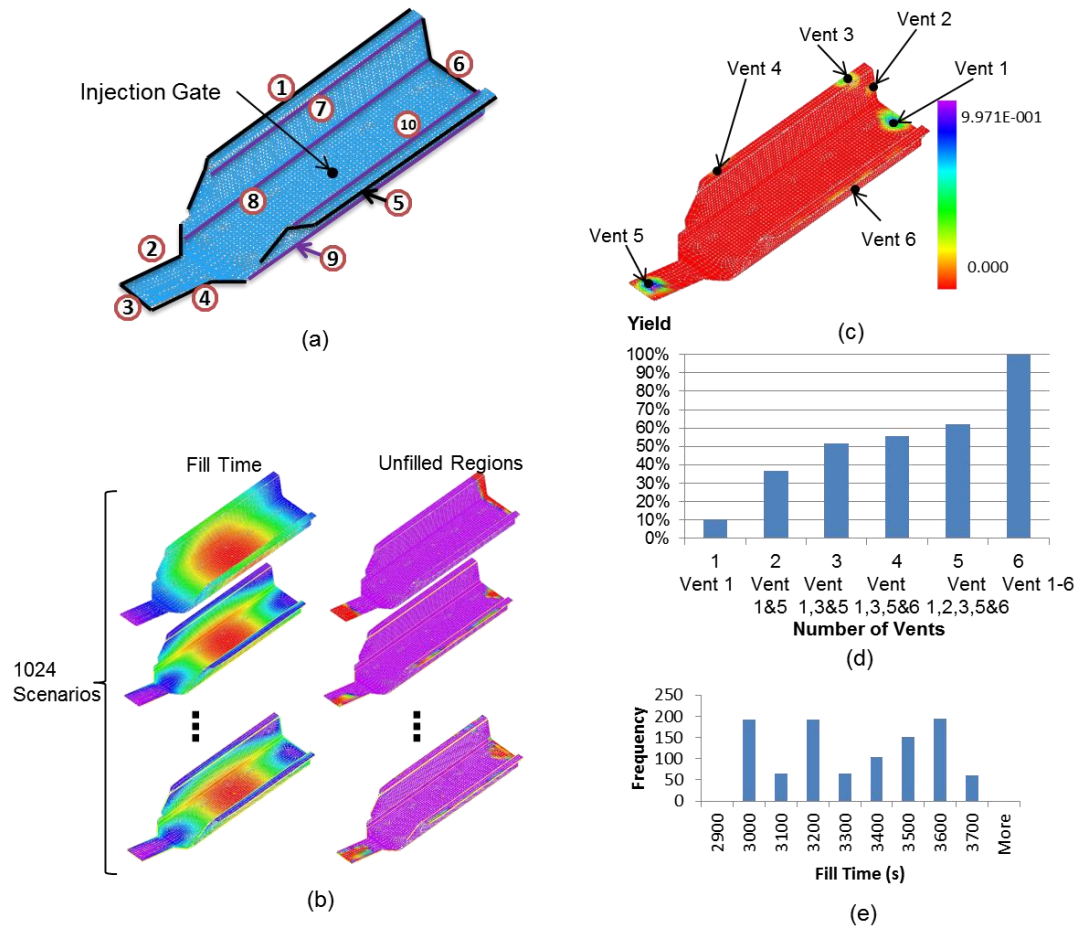 Injection Gate
1
7
6
10
8
5
2
9
3
4
(a)
Vent 3
Vent 2
Vent 4
Vent 1
9.971E-001
Vent 5
Vent 6
0.000
(c)
Fill Time
Unfilled Regions
1024
Scenarios
(b)
Yield
100%
90%
80%
70%
60%
50%
40%
30%
20%
10%
0%
1 2 3 4 5 6
Vent 1 Vent Vent Vent Vent Vent 1-6
1&5 1,3&5 1,3,5&6 1,2,3,5&6
Number of Vents
(d)
Frequency
250
200
150
100
50
0
2900 3000 3100 3200 3300 3400 3500 3600 3700 More
Fill Time (s)
(e)